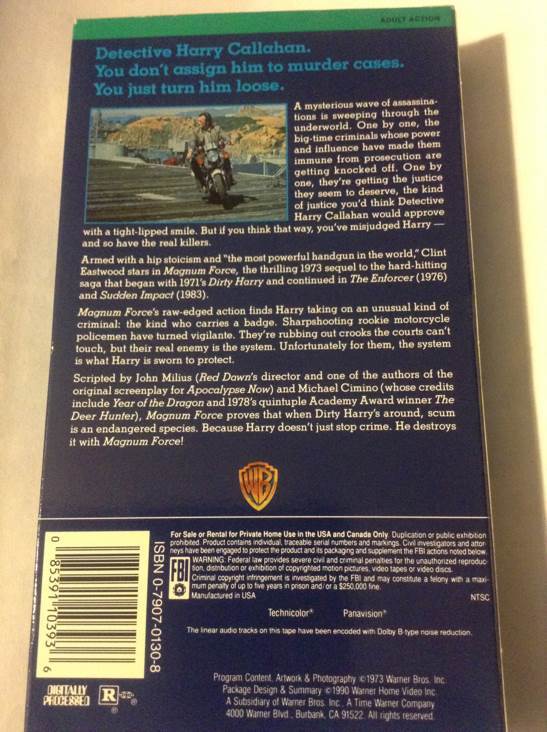 ADULT ACTION
Detective Harry Callahan.
You don't assign him to murder cases.
You just turn him loose.
A mysterious wave of assassina-
tions is sweeping through the
underworld. One by one, the
big-time criminals whose power
and influence have made them
immune from prosecution are
getting knocked off. One by
one, they're getting the justice
they seem to deserve, the kind
of justice you'd think Detective
Harry Callahan would approve
with a tight-lipped smile. But if you think that way, you've misjudged Harry —
and so have the real killers.
Armed with a hip stoicism and "the most powerful handgun in the world," Clint
Eastwood stars in Magnum Force, the thrilling 1973 sequel to the hard-hitting
saga that began with 1971's Dirty Harry and continued in The Enforcer (1976)
and Sudden Impact (1983).
Magnum Force's raw-edged action finds Harry taking on an unusual kind of
criminal: the kind who carries a badge. Sharpshooting rookie motorcycle
policemen have turned vigilante. They're rubbing out crooks the courts can't
touch, but their real enemy is the system. Unfortunately for them, the system
is what Harry is sworn to protect.
Scripted by John Milius (Red Dawn's director and one of the authors of the
original screenplay for Apocalypse Now) and Michael Cimino (whose credits
include Year of the Dragon and 1978's quintuple Academy Award winner The
Deer Hunter), Magnum Force proves that when Dirty Harry's around, scum
is an endangered species. Because Harry doesn't just stop crime. He destroys
it with Magnum Force!
WB
For Sale or Rental for Private Home Use in the USA and Canada Only. Duplication or public exhibition
prohibited. Product contains individual, traceable serial numbers and markings. Civil investigators and attor-
neys have been engaged to protect the product and its packaging and supplement the FBI actions noted below.
FBI
WARNING: Federal law provides severe civil and criminal penalties for the unauthorized reproduc-
tion, distribution or exhibition of copyrighted motion pictures, video tapes or video discs.
Criminal copyright infringement is investigated by the FBI and may constitute a felony with a maxi-
mum penalty of up to five years in prison and/or a $250,000 fine.
Manufactured in USA
NTSC
Technicolor® Panavision®
The linear audio tracks on this tape have been encoded with Dolby B-type noise reduction.
0 85391 10393 6
ISBN 0-7907-0130-8
DIGITALLY
PROCESSED
R
Program Content, Artwork & Photography ©1973 Warner Bros. Inc.
Package Design & Summary ©1990 Warner Home Video Inc.
A Subsidiary of Warner Bros. Inc. A Time Warner Company
4000 Warner Blvd., Burbank, CA 91522. All rights reserved.